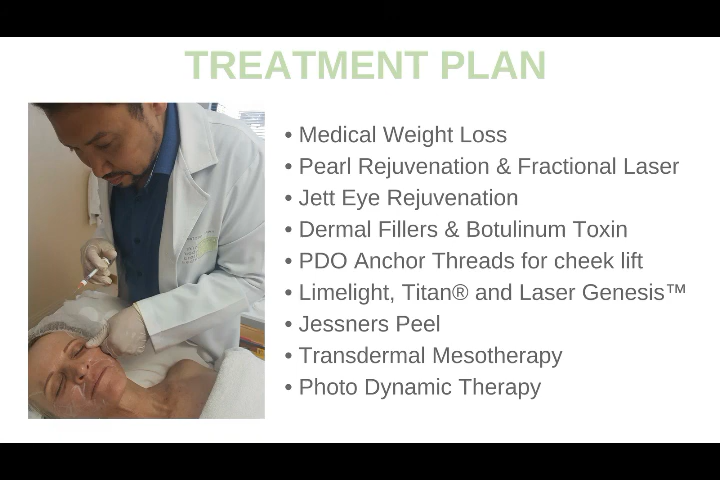 TREATMENT PLAN
• Medical Weight Loss
• Pearl Rejuvenation & Fractional Laser
• Jett Eye Rejuvenation
• Dermal Fillers & Botulinum Toxin
• PDO Anchor Threads for cheek lift
• Limelight, Titan® and Laser Genesis™
• Jessners Peel
• Transdermal Mesotherapy
• Photo Dynamic Therapy